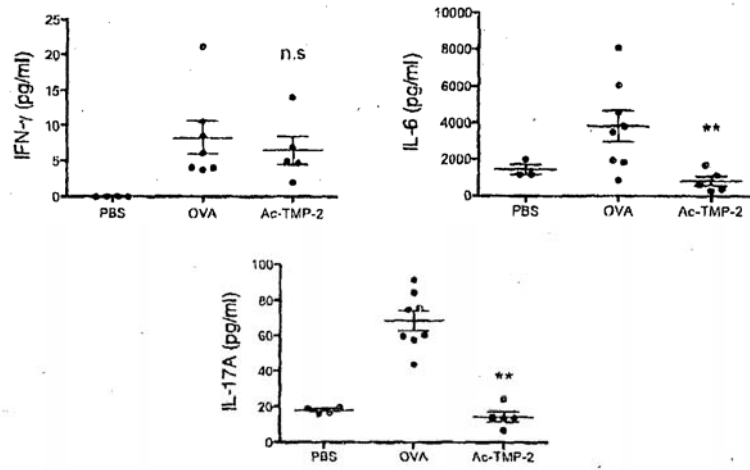 IFN-γ (pg/ml)
25
20
15
10
5
0
n.s
PBS OVA Ac-TMP-2
IL-6 (pg/ml)
10000
8000
6000
4000
2000
0
**
PBS OVA Ac-TMP-2
IL-17A (pg/ml)
100
80
60
40
20
0
**
PBS OVA Ac-TMP-2